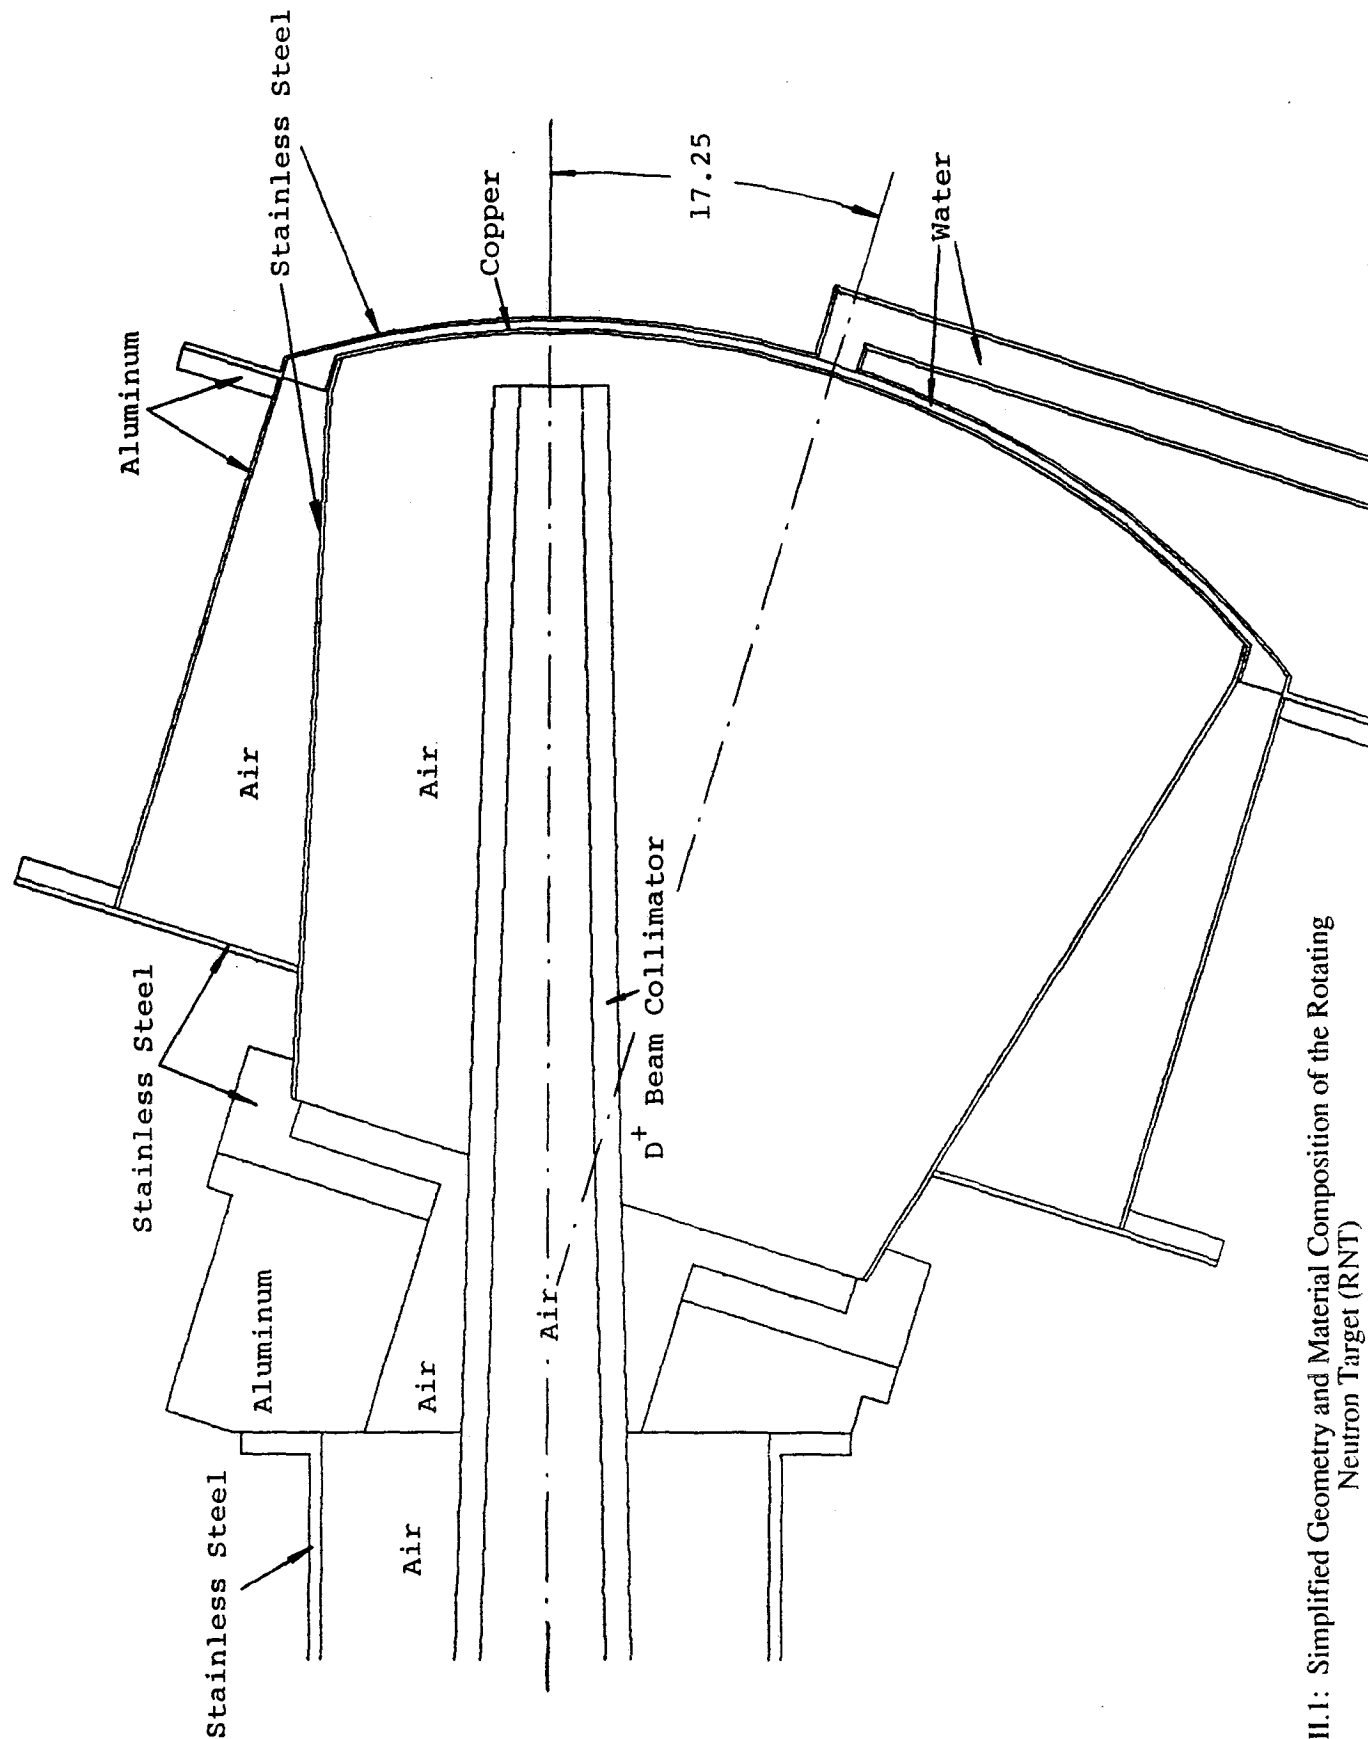 Stainless Steel
Aluminum
Stainless Steel
Copper
17.25
Water
Air
Air
Stainless Steel
D+ Beam Collimator
Aluminum
Air
Air
Stainless Steel
Air
II.1: Simplified Geometry and Material Composition of the Rotating
Neutron Target (RNT)